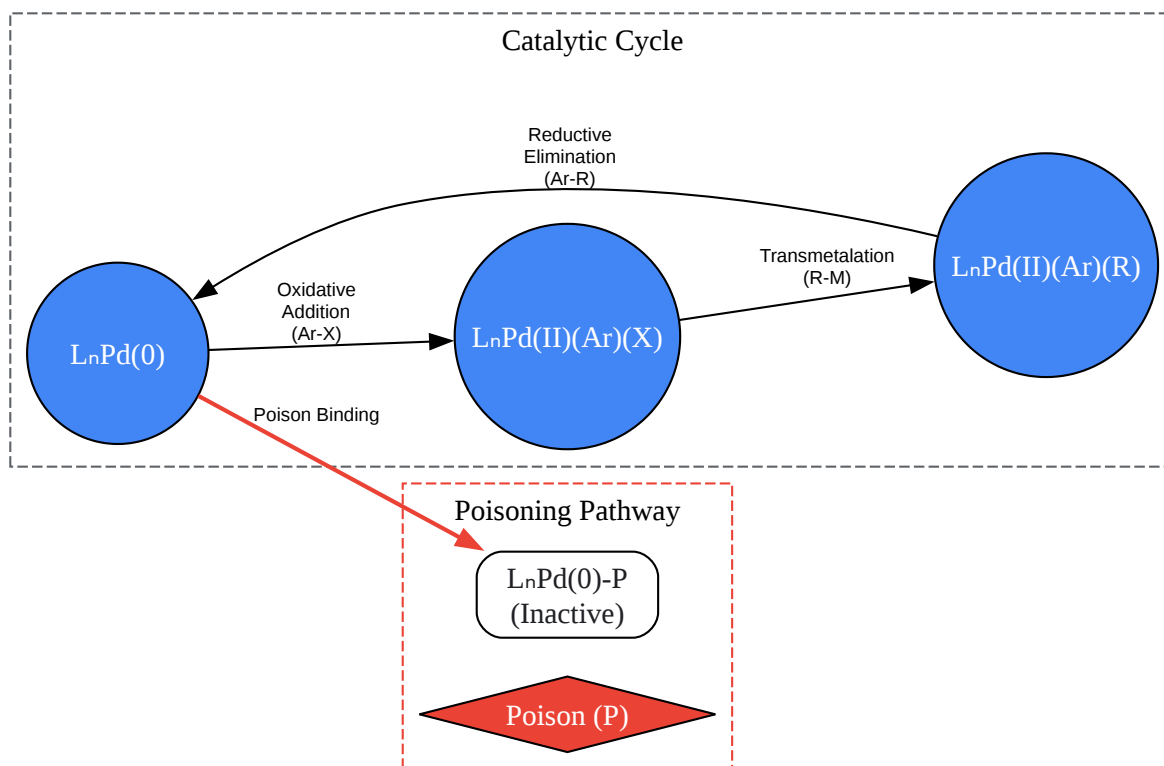 Catalytic Cycle
Reductive
Elimination
(Ar-R)
Transmetalation
(R-M)
LₙPd(II)(Ar)(R)
Oxidative
Addition
(Ar-X)
LₙPd(0)
LₙPd(II)(Ar)(X)
Poison Binding
Poisoning Pathway
LₙPd(0)-P
(Inactive)
Poison (P)